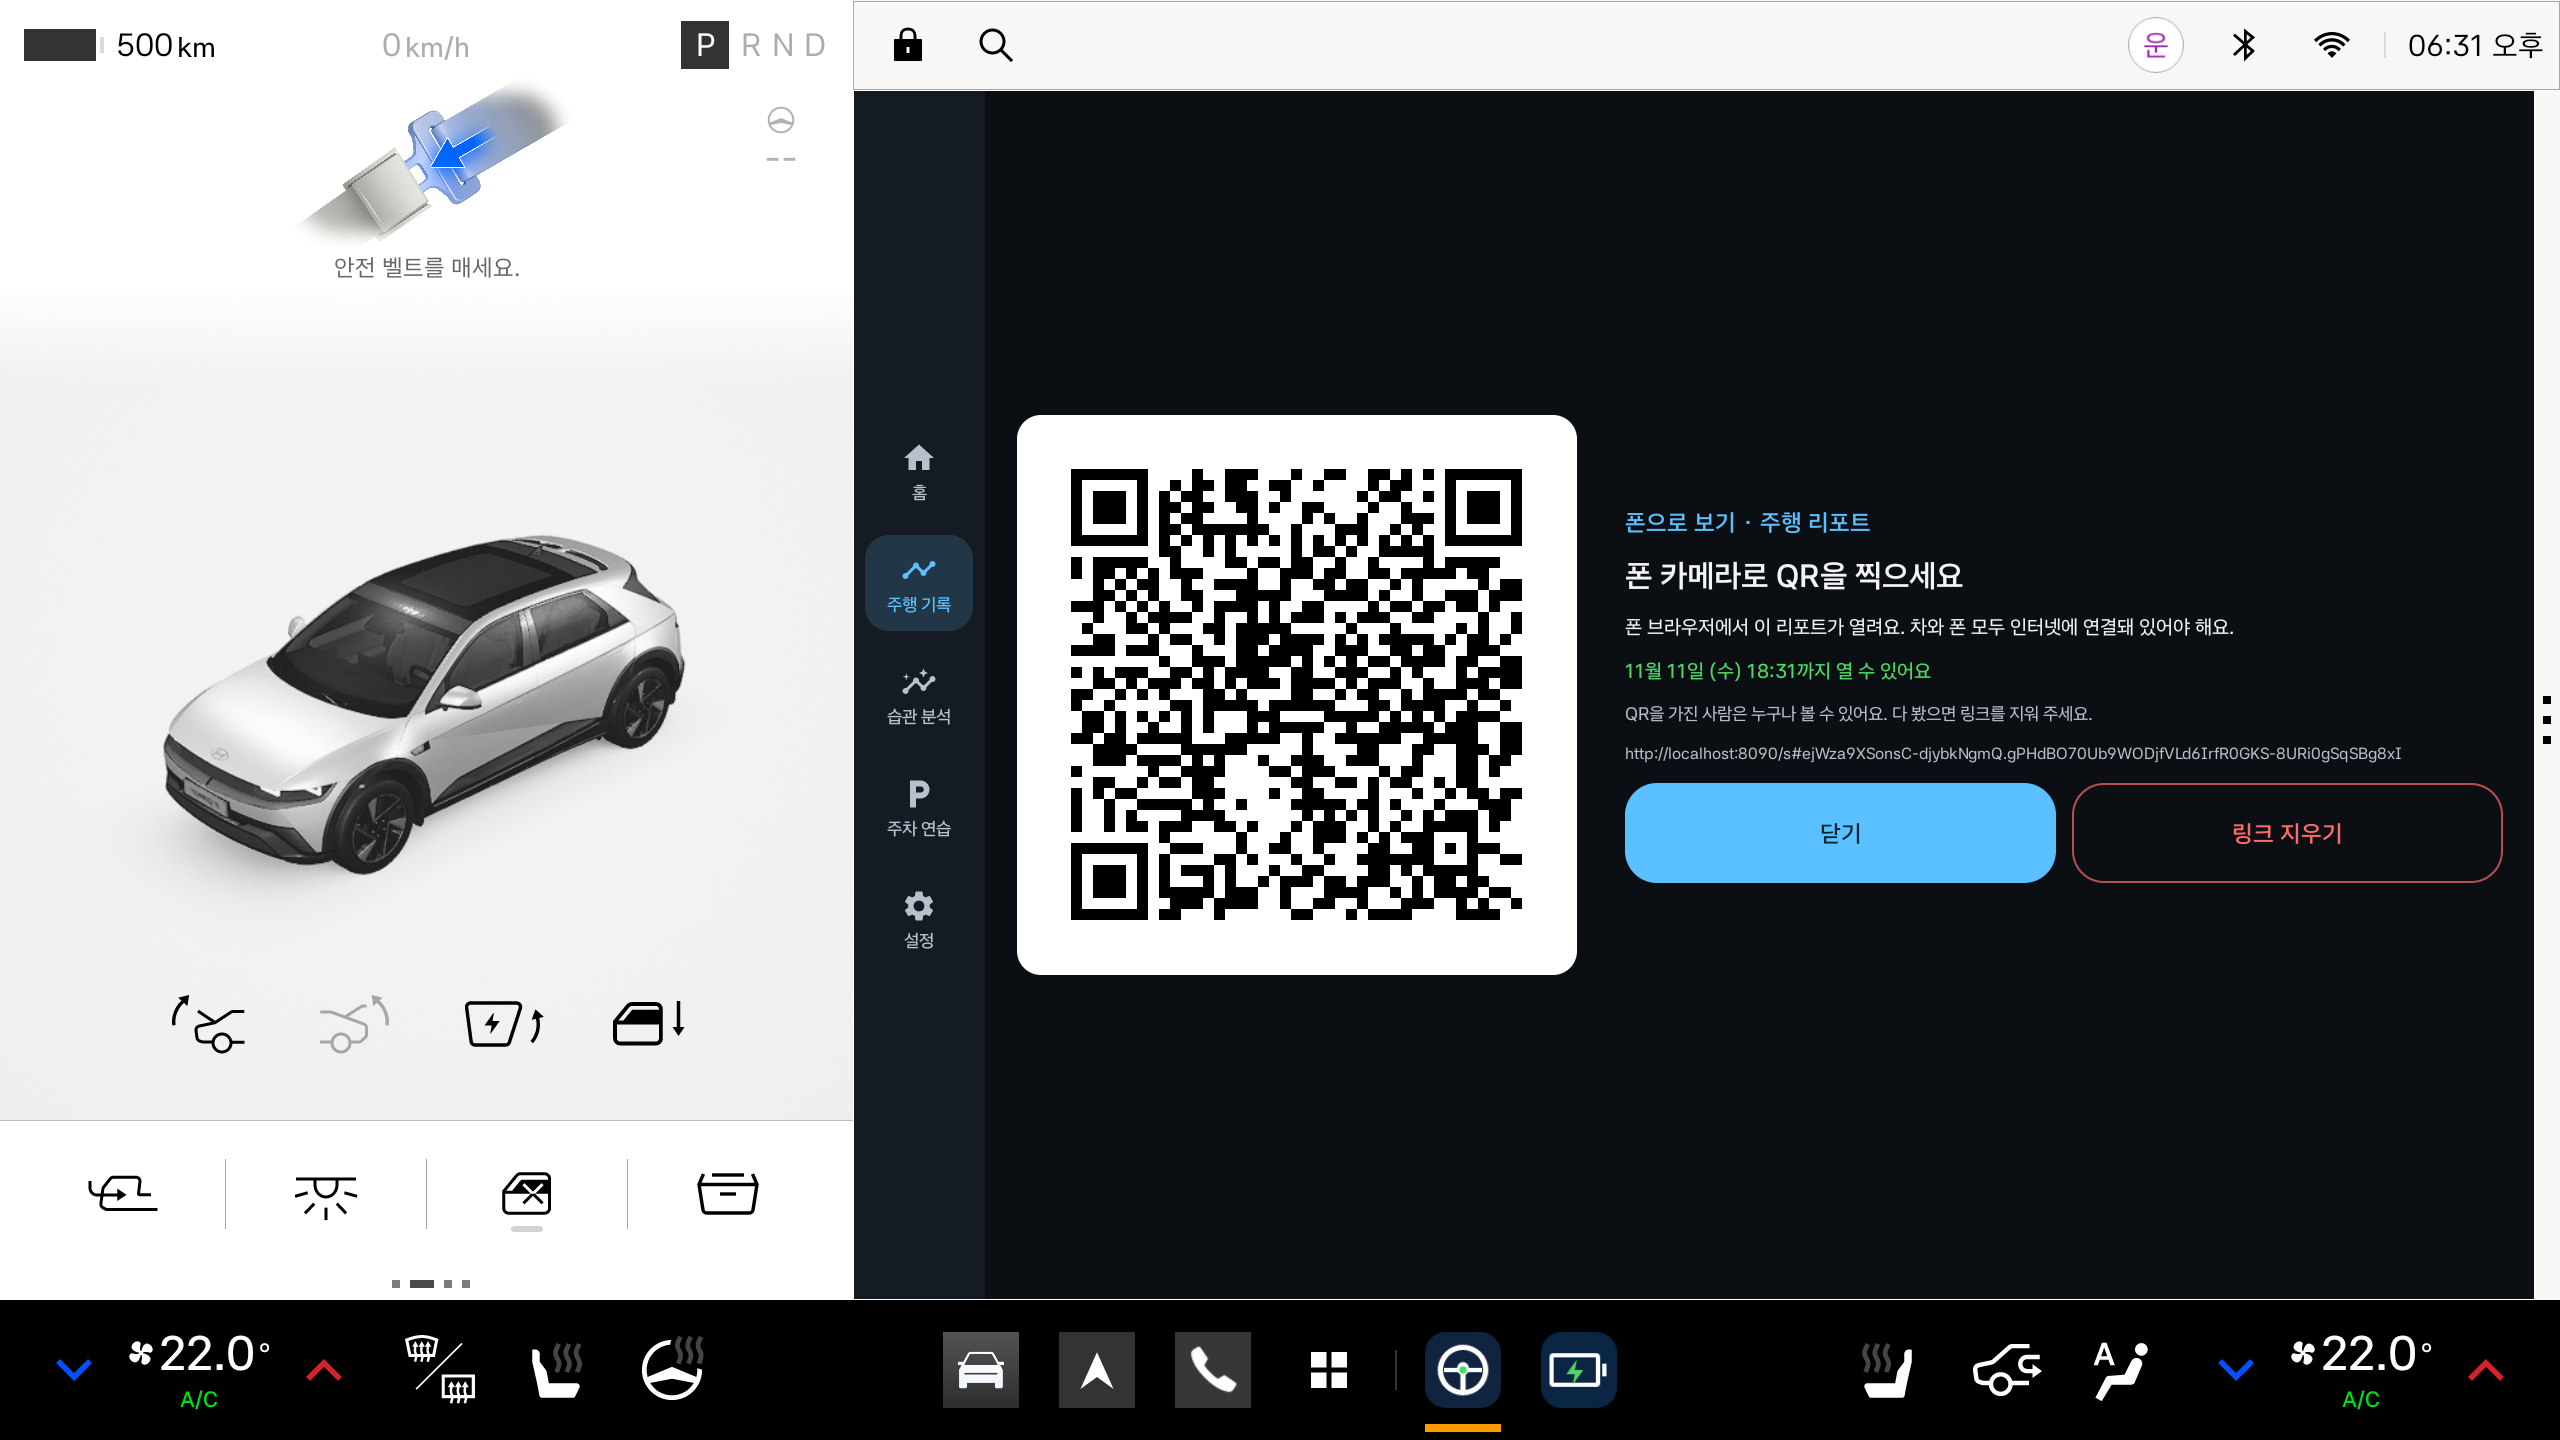 500 km
0 km/h
P R N D
안전 벨트를 매세요.
운
06:31 오후
홈
주행 기록
습관 분석
P
주차 연습
설정
폰으로 보기 · 주행 리포트
폰 카메라로 QR을 찍으세요
폰 브라우저에서 이 리포트가 열려요. 차와 폰 모두 인터넷에 연결돼 있어야 해요.
11월 11일 (수) 18:31까지 열 수 있어요
QR을 가진 사람은 누구나 볼 수 있어요. 다 봤으면 링크를 지워 주세요.
http://localhost:8090/s#ejWza9XSonsC-djybkNgmQ.gPHdBO70Ub9WODjfVLd6IrfR0GKS-8URi0gSqSBg8xI
닫기
링크 지우기
22.0°
A/C
A
22.0°
A/C